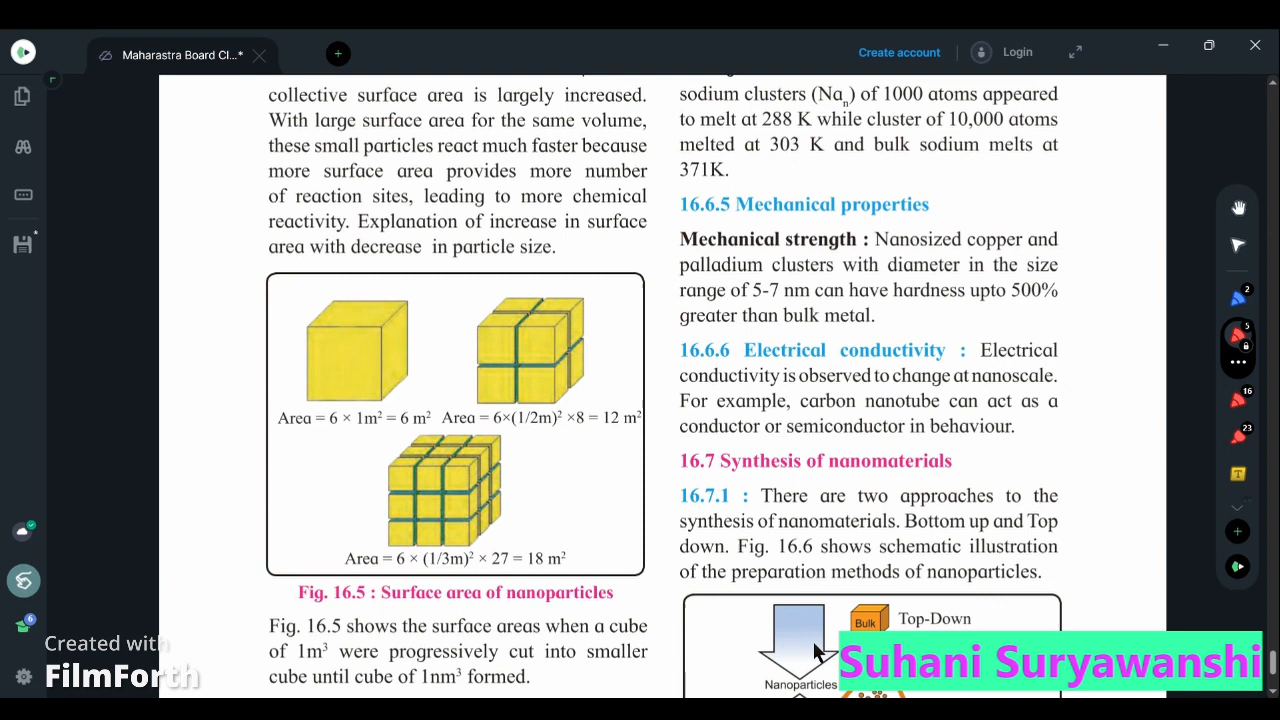 Maharastra Board Cl...*
Create account
Login
collective surface area is largely increased.
With large surface area for the same volume,
these small particles react much faster because
more surface area provides more number
of reaction sites, leading to more chemical
reactivity. Explanation of increase in surface
area with decrease in particle size.
Area = 6 × 1m² = 6 m²
Area = 6×(1/2m)² ×8 = 12 m²
Area = 6 × (1/3m)² × 27 = 18 m²
Fig. 16.5 : Surface area of nanoparticles
Fig. 16.5 shows the surface areas when a cube
of 1m³ were progressively cut into smaller
cube until cube of 1nm³ formed.
sodium clusters (Naₙ) of 1000 atoms appeared
to melt at 288 K while cluster of 10,000 atoms
melted at 303 K and bulk sodium melts at
371K.
16.6.5 Mechanical properties
Mechanical strength : Nanosized copper and
palladium clusters with diameter in the size
range of 5-7 nm can have hardness upto 500%
greater than bulk metal.
16.6.6 Electrical conductivity : Electrical
conductivity is observed to change at nanoscale.
For example, carbon nanotube can act as a
conductor or semiconductor in behaviour.
16.7 Synthesis of nanomaterials
16.7.1 : There are two approaches to the
synthesis of nanomaterials. Bottom up and Top
down. Fig. 16.6 shows schematic illustration
of the preparation methods of nanoparticles.
Bulk
Top-Down
Nanoparticles
2
5
16
23
T
6
Created with
FilmForth
Suhani Suryawanshi